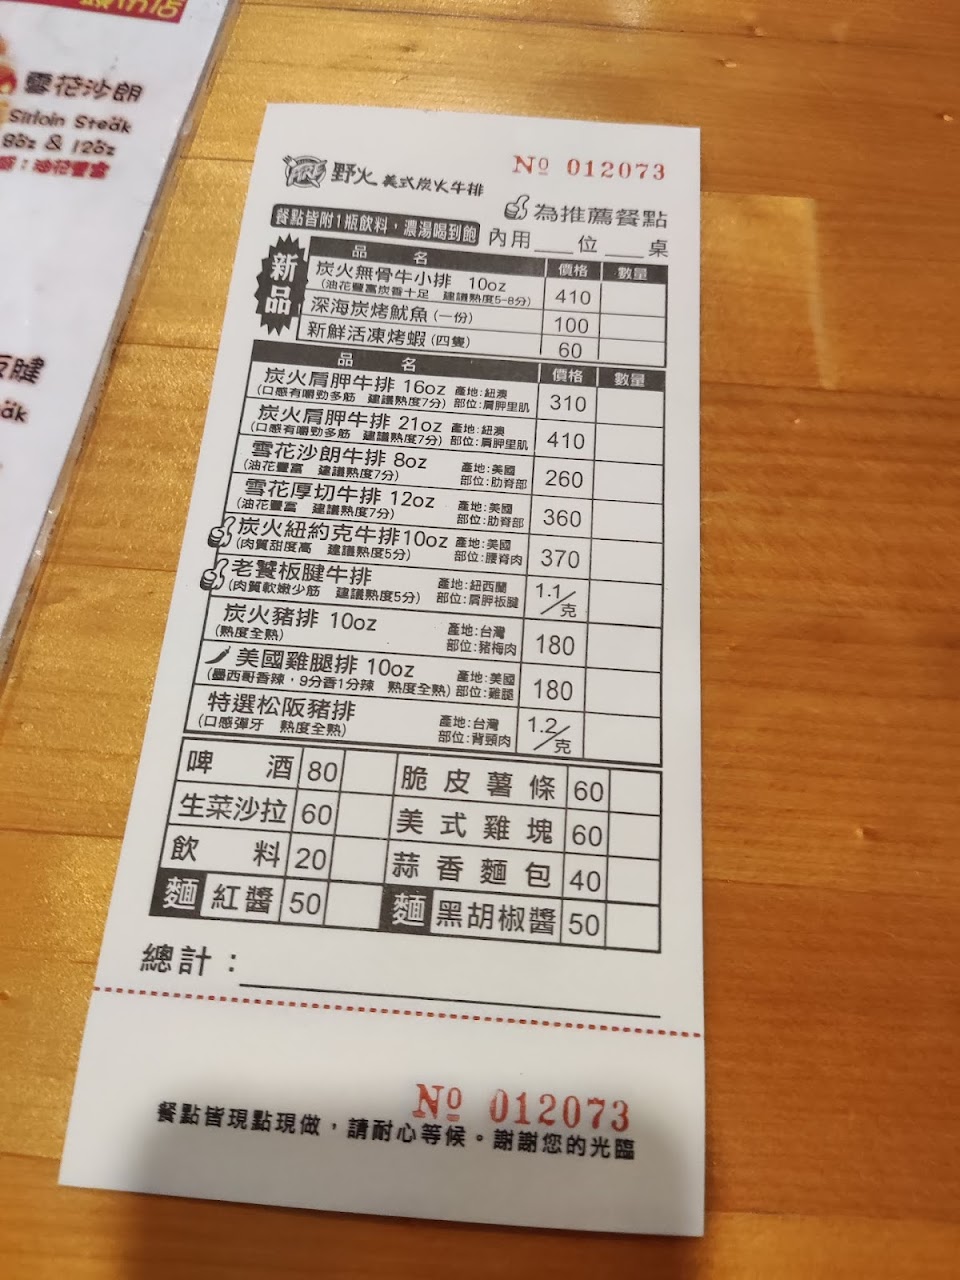 雪花沙朗
Sirloin Steak
8oz & 12oz
油花豐富
№ 012073
FIRE 野火 美式炭火牛排
為推薦餐點
餐點皆附1瓶飲料,濃湯喝到飽 內用___位___桌
新品
品 名 價格 數量
炭火無骨牛小排 10oz 410
(油花豐富炭香十足 建議熟度5-8分)
深海炭烤魷魚(一份) 100
新鮮活凍烤蝦(四隻) 60
品 名 價格 數量
炭火肩胛牛排 16oz 產地:紐澳 310
(口感有嚼勁多筋 建議熟度7分) 部位:肩胛里肌
炭火肩胛牛排 21oz 產地:紐澳 410
(口感有嚼勁多筋 建議熟度7分) 部位:肩胛里肌
雪花沙朗牛排 8oz 產地:美國 260
(油花豐富 建議熟度7分) 部位:肋脊部
雪花厚切牛排 12oz 產地:美國 360
(油花豐富 建議熟度7分) 部位:肋脊部
炭火紐約克牛排10oz 產地:美國 370
(肉質甜度高 建議熟度5分) 部位:腰脊肉
老饕板腱牛排 產地:紐西蘭 1.1/克
(肉質軟嫩少筋 建議熟度5分) 部位:肩胛板腱
炭火豬排 10oz 產地:台灣 180
(熟度全熟) 部位:豬梅肉
美國雞腿排 10oz 產地:美國 180
(墨西哥香辣,9分香1分辣 熟度全熟) 部位:雞腿
特選松阪豬排 產地:台灣 1.2/克
(口感彈牙 熟度全熟) 部位:背頸肉
啤酒 80 脆皮薯條 60
生菜沙拉 60 美式雞塊 60
飲料 20 蒜香麵包 40
麵 紅醬 50 麵 黑胡椒醬 50
總計:
№ 012073
餐點皆現點現做,請耐心等候。謝謝您的光臨